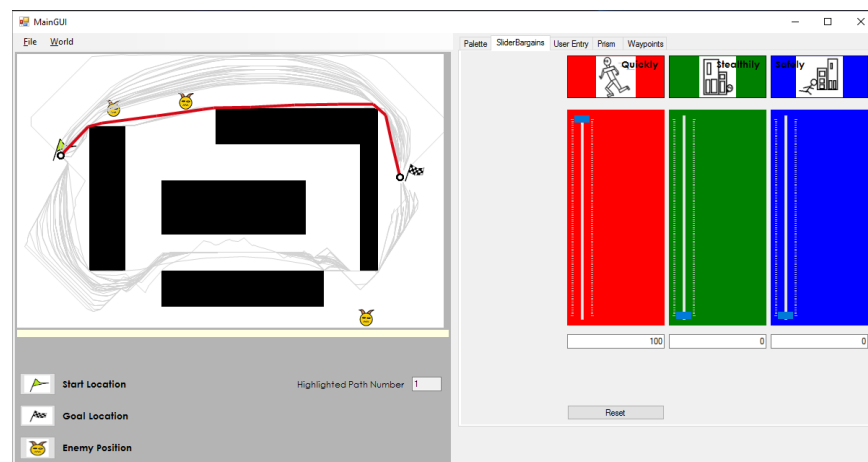 MainGUI
File World
Palette SliderBargains User Entry Prism Waypoints
Quickly Stealthily Safely
100 0 0
Start Location
Highlighted Path Number 1
Goal Location
Reset
Enemy Position